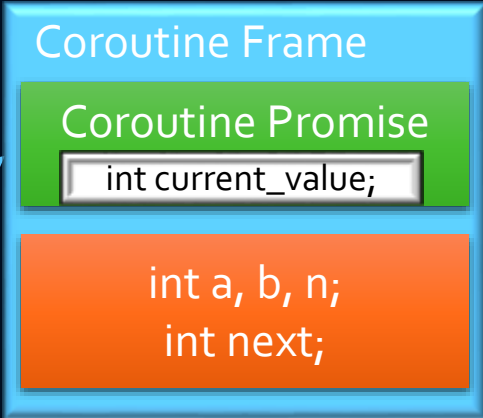 Coroutine Frame
Coroutine Promise
int current_value;
int a, b, n;
int next;